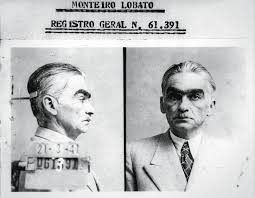 MONTEIRO LOBATO
REGISTRO GERAL N. 61.391
21-3-41